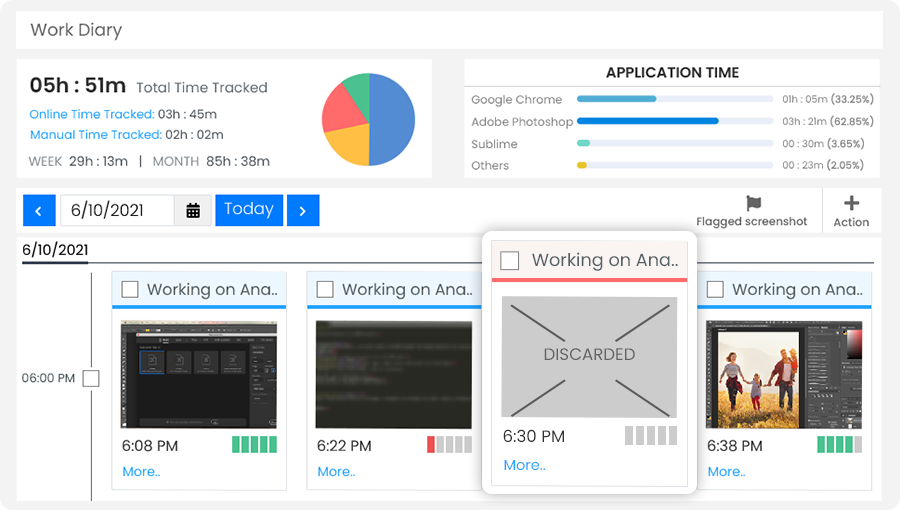 Work Diary
05h : 51m Total Time Tracked
Online Time Tracked: 03h : 45m
Manual Time Tracked: 02h : 02m
WEEK 29h : 13m | MONTH 85h : 38m
APPLICATION TIME
Google Chrome 01h : 05m (33.25%)
Adobe Photoshop 03h : 21m (62.85%)
Sublime 00 : 30m (3.65%)
Others 00 : 23m (2.05%)
6/10/2021 Today
Flagged screenshot
Action
6/10/2021
06:00 PM
Working on Ana..
6:08 PM
More..
Working on Ana..
6:22 PM
More..
Working on Ana..
DISCARDED
6:30 PM
More..
Working on Ana..
6:38 PM
More..